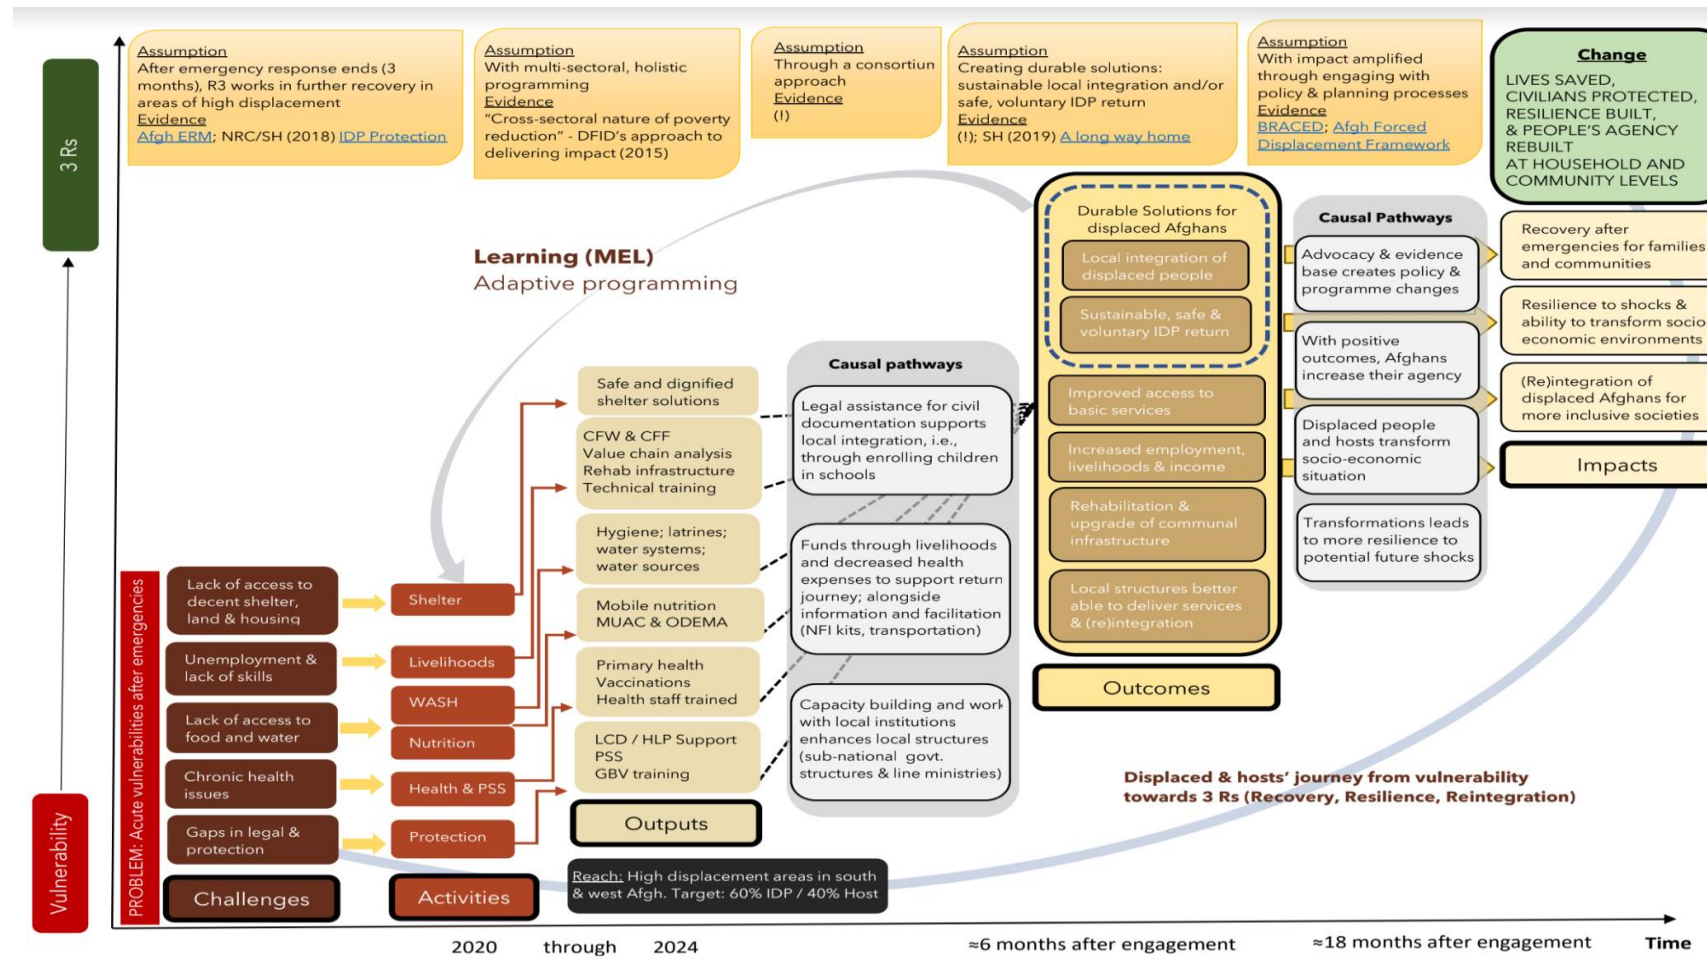 3 Rs
Vulnerability
Assumption
After emergency response ends (3
months), R3 works in further recovery in
areas of high displacement
Evidence
Afgh ERM; NRC/SH (2018) IDP Protection
Assumption
With multi-sectoral, holistic
programming
Evidence
“Cross-sectoral nature of poverty
reduction” - DFID’s approach to
delivering impact (2015)
Assumption
Through a consortiun
approach
Evidence
(!)
Assumption
Creating durable solutions:
sustainable local integration and/or
safe, voluntary IDP return
Evidence
(!); SH (2019) A long way home
Assumption
With impact amplified
through engaging with
policy & planning processes
Evidence
BRACED; Afgh Forced
Displacement Framework
Change
LIVES SAVED,
CIVILIANS PROTECTED,
RESILIENCE BUILT,
& PEOPLE’S AGENCY
REBUILT
AT HOUSEHOLD AND
COMMUNITY LEVELS
Learning (MEL)
Adaptive programming
PROBLEM: Acute vulnerabilities after emergencies
Lack of access to
decent shelter,
land & housing
Unemployment &
lack of skills
Lack of access to
food and water
Chronic health
issues
Gaps in legal &
protection
Challenges
Shelter
Livelihoods
WASH
Nutrition
Health & PSS
Protection
Activities
Safe and dignified
shelter solutions
CFW & CFF
Value chain analysis
Rehab infrastructure
Technical training
Hygiene; latrines;
water systems;
water sources
Mobile nutrition
MUAC & ODEMA
Primary health
Vaccinations
Health staff trained
LCD / HLP Support
PSS
GBV training
Outputs
Reach: High displacement areas in south
& west Afgh. Target: 60% IDP / 40% Host
Causal pathways
Legal assistance for civil
documentation supports
local integration, i.e.,
through enrolling children
in schools
Funds through livelihoods
and decreased health
expenses to support return
journey; alongside
information and facilitation
(NFI kits, transportation)
Capacity building and work
with local institutions
enhances local structures
(sub-national govt.
structures & line ministries)
Durable Solutions for
displaced Afghans
Local integration of
displaced people
Sustainable, safe &
voluntary IDP return
Improved access to
basic services
Increased employment,
livelihoods & income
Rehabilitation &
upgrade of communal
infrastructure
Local structures better
able to deliver services
& (re)integration
Outcomes
Causal Pathways
Advocacy & evidence
base creates policy &
programme changes
With positive
outcomes, Afghans
increase their agency
Displaced people
and hosts transform
socio-economic
situation
Transformations leads
to more resilience to
potential future shocks
Recovery after
emergencies for families
and communities
Resilience to shocks &
ability to transform socio-
economic environments
(Re)integration of
displaced Afghans for
more inclusive societies
Impacts
Displaced & hosts’ journey from vulnerability
towards 3 Rs (Recovery, Resilience, Reintegration)
2020 through 2024
≈6 months after engagement
≈18 months after engagement
Time